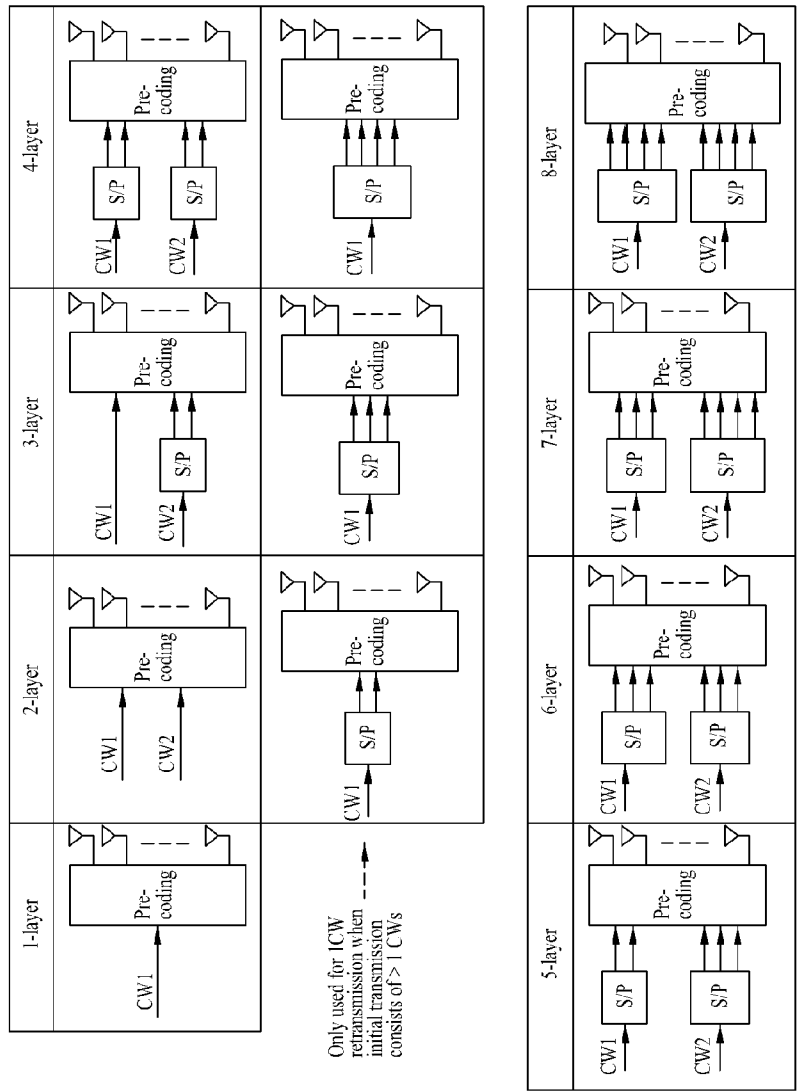 1-layer
2-layer
3-layer
4-layer
CW1
Pre-
coding
CW1
CW2
Pre-
coding
CW1
CW2
S/P
Pre-
coding
CW1
CW2
S/P
S/P
Pre-
coding
Only used for 1CW
retransmission when
initial transmission
consists of > 1 CWs
CW1
S/P
Pre-
coding
CW1
S/P
Pre-
coding
CW1
S/P
Pre-
coding
5-layer
6-layer
7-layer
8-layer
CW1
CW2
S/P
S/P
Pre-
coding
CW1
CW2
S/P
S/P
Pre-
coding
CW1
CW2
S/P
S/P
Pre-
coding
CW1
CW2
S/P
S/P
Pre-
coding